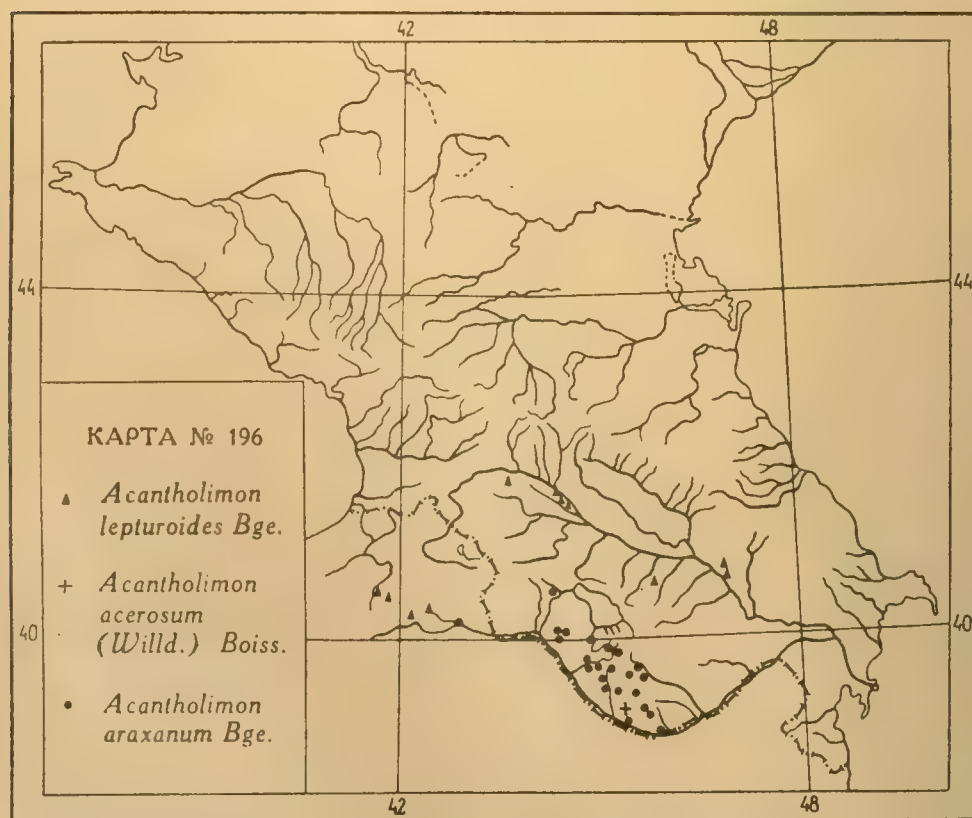 42
48
44
44
КАРТА № 196
Acantholimon
lepturoides Bge.
Acantholimon
acerosum
(Willd.) Boiss.
Acantholimon
araxanum Bge.
40
40
42
48